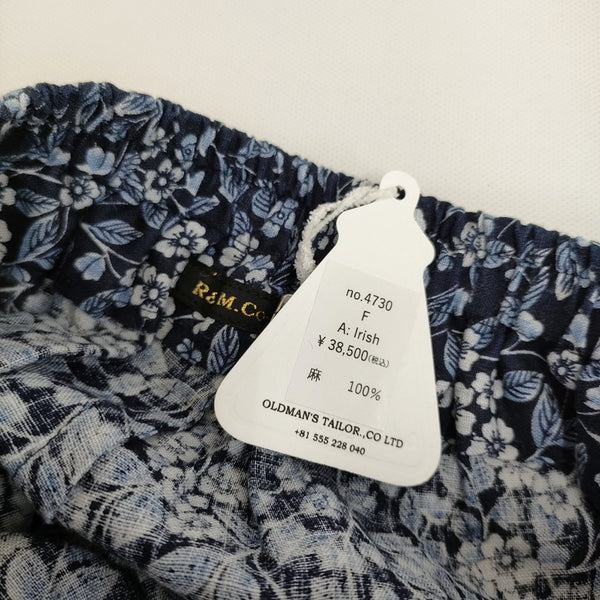 R&M.Co
no.4730
F
A: Irish
¥ 38,500(税込)
麻 100%
OLDMAN'S TAILOR.,CO LTD
+81 555 228 040